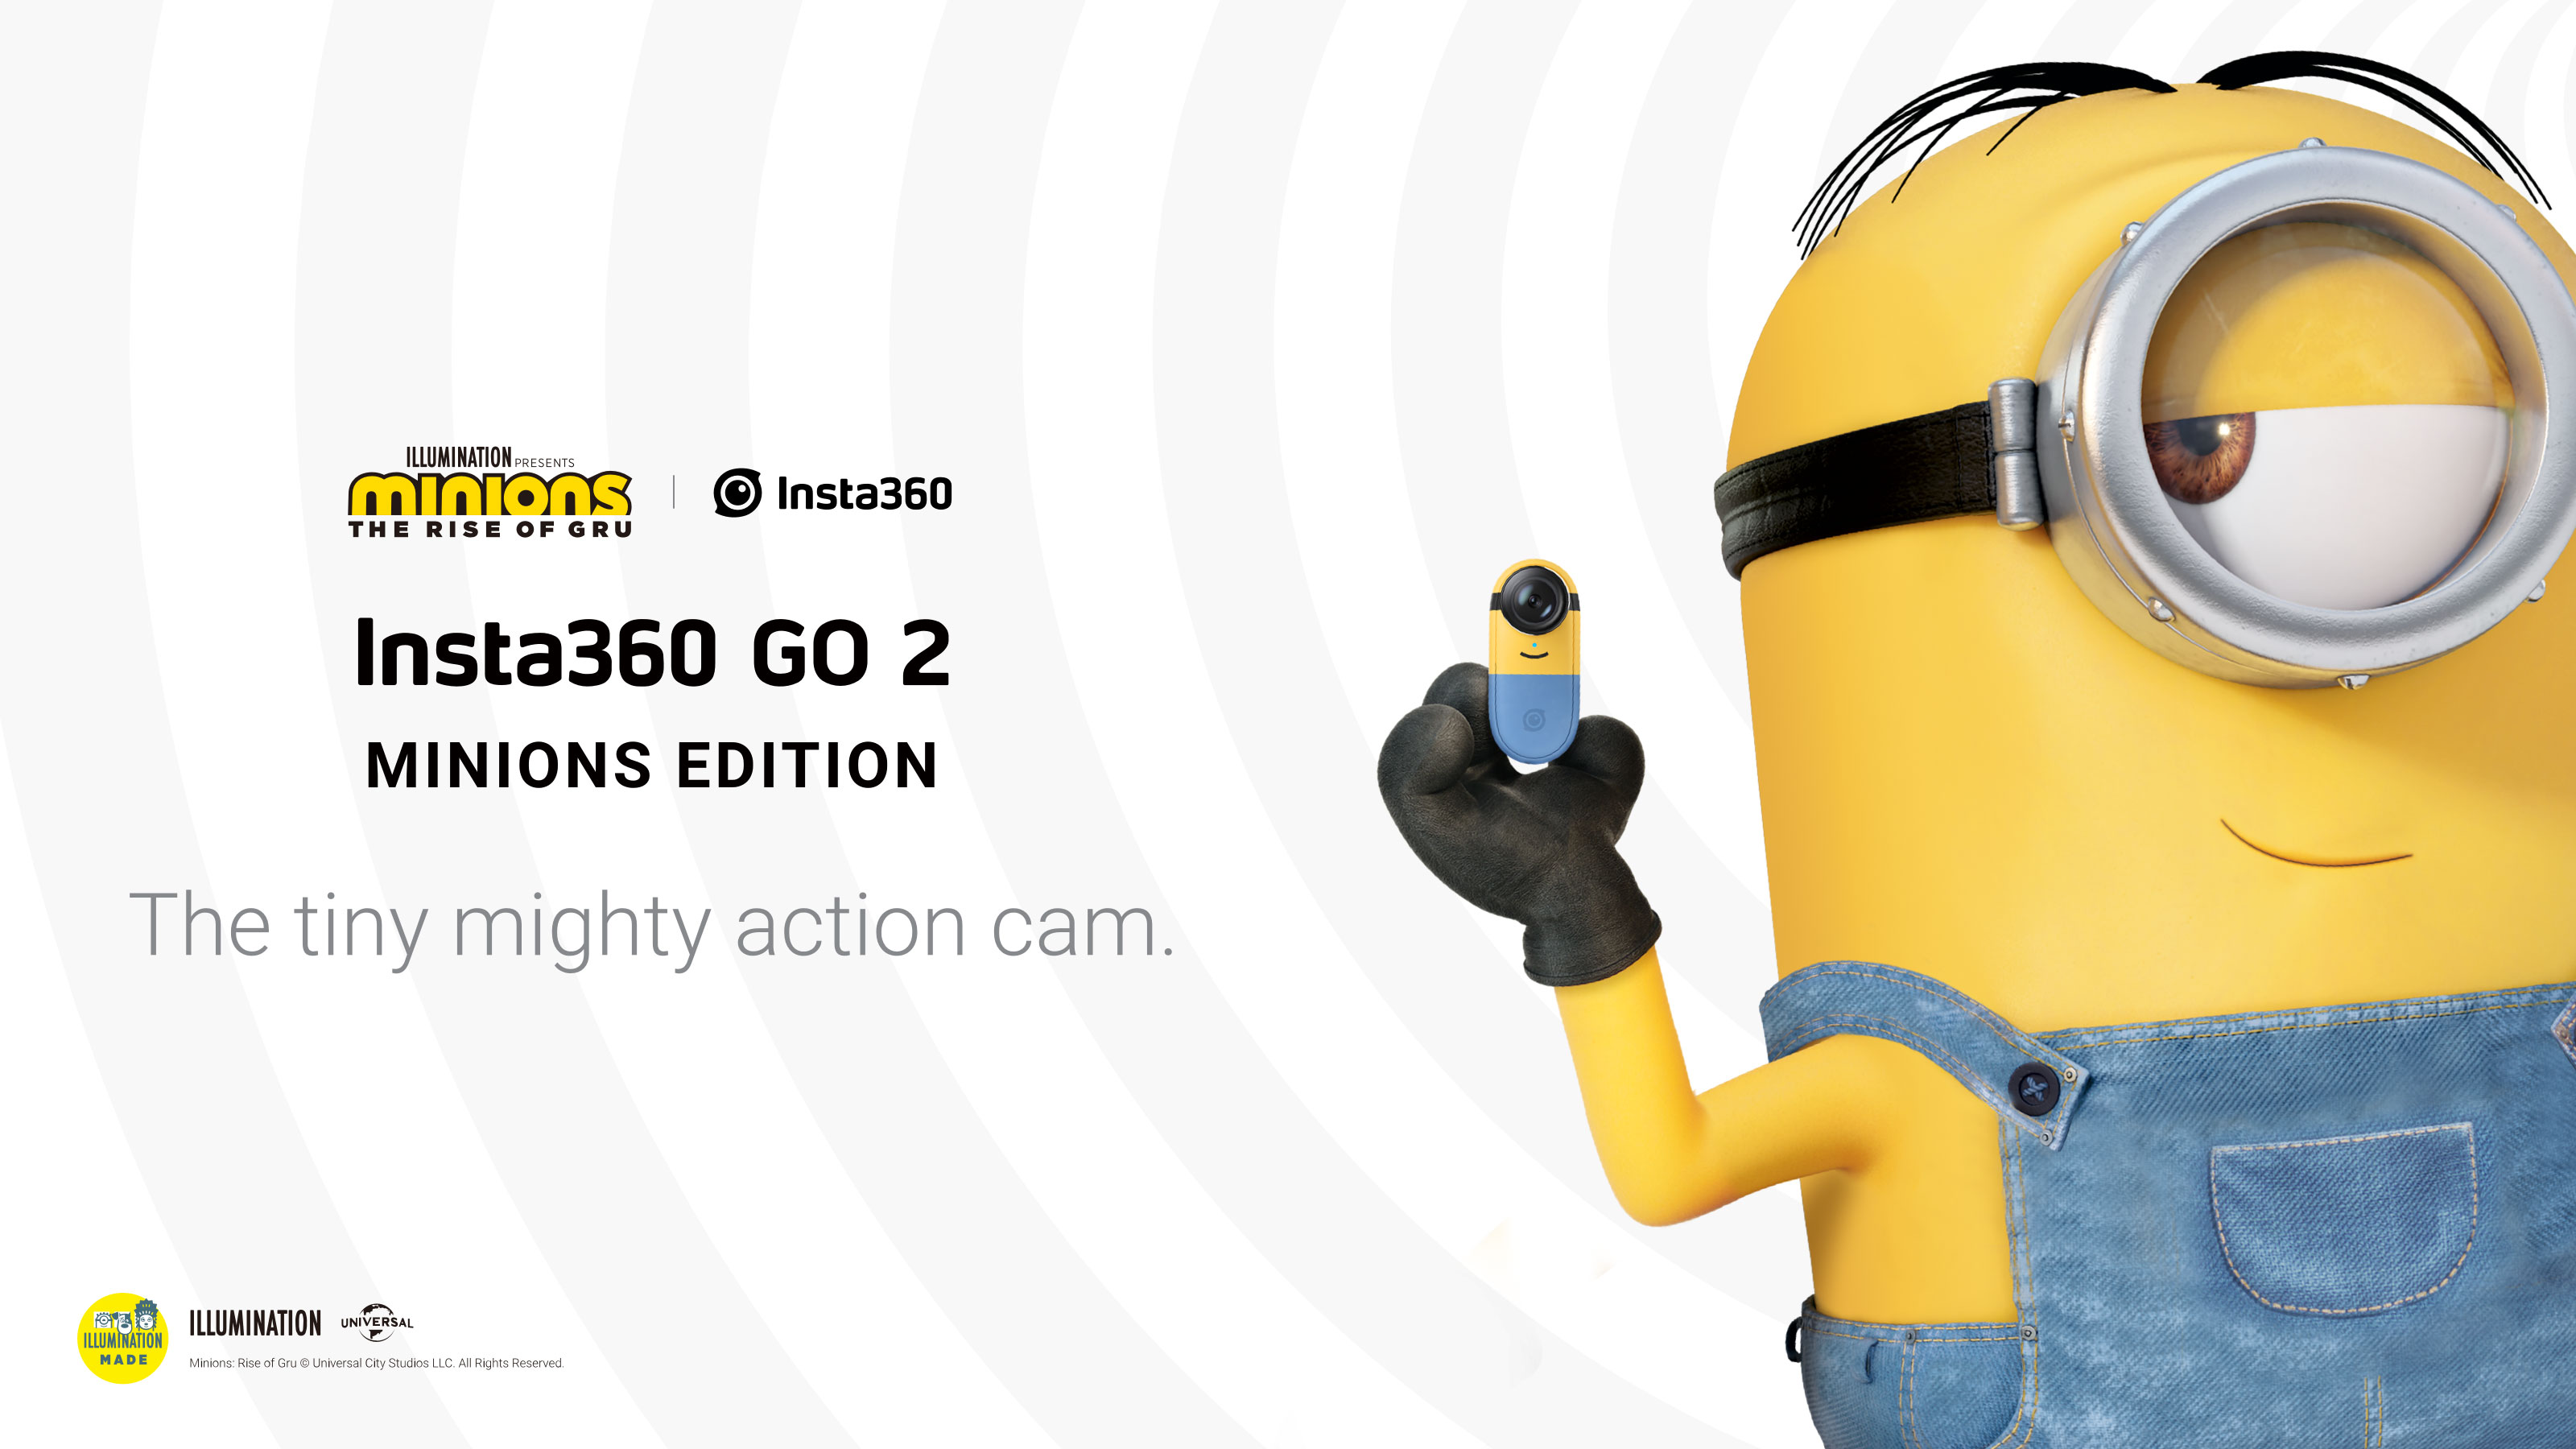 ILLUMINATION PRESENTS
minions
THE RISE OF GRU
Insta360
Insta360 GO 2
MINIONS EDITION
The tiny mighty action cam.
ILLUMINATION
MADE
ILLUMINATION
UNIVERSAL
Minions: Rise of Gru © Universal City Studios LLC. All Rights Reserved.